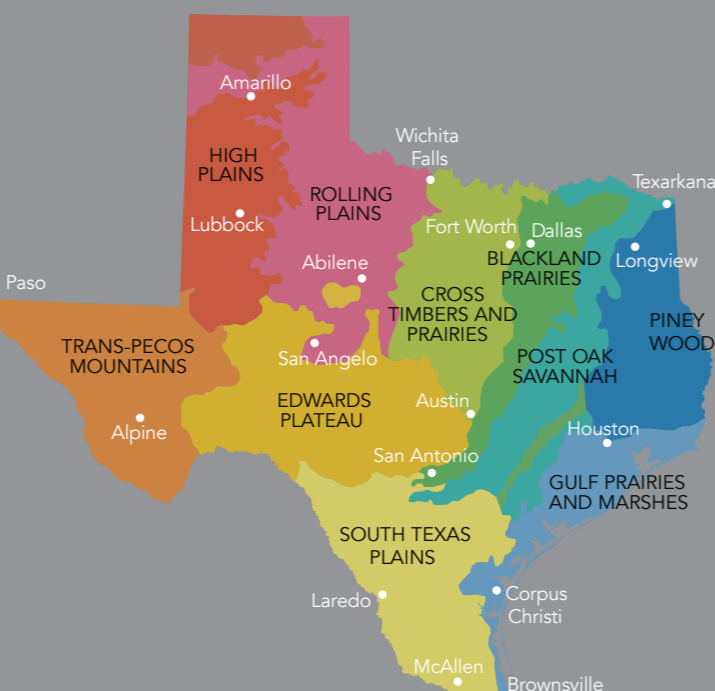 Amarillo
Wichita
Falls
HIGH
PLAINS
Texarkana
ROLLING
PLAINS
Lubbock
Fort Worth
Dallas
Abilene
BLACKLAND
PRAIRIES
Longview
Paso
CROSS
TIMBERS AND
PRAIRIES
PINEY
WOOD
TRANS-PECOS
MOUNTAINS
San Angelo
POST OAK
SAVANNAH
EDWARDS
PLATEAU
Austin
Alpine
Houston
San Antonio
GULF PRAIRIES
AND MARSHES
SOUTH TEXAS
PLAINS
Laredo
Corpus
Christi
McAllen
Brownsville